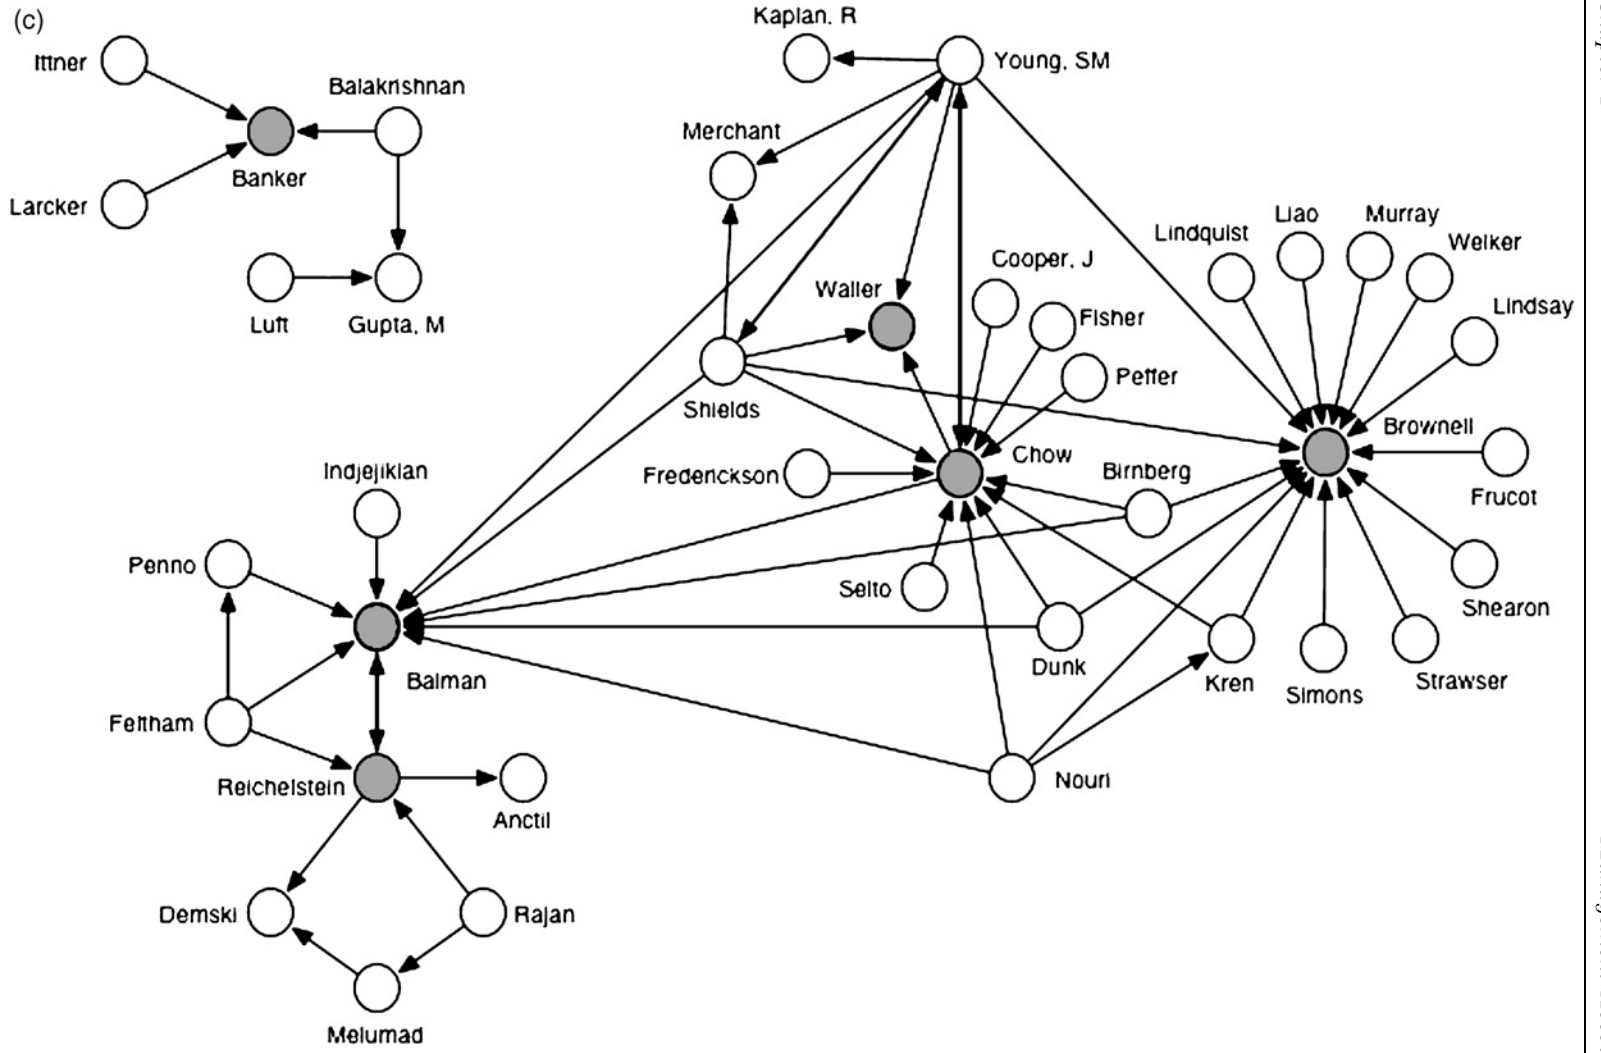 (c)
Kaplan, R
Ittner
Young, SM
Balakrishnan
Merchant
Banker
Larcker
Liao
Murray
Lindquist
Welker
Cooper, J
Waller
Lindsay
Luft
Gupta, M
Fisher
Peffer
Shields
Brownell
Chow
Indjejikian
Frederickson
Birnberg
Frucot
Penno
Selto
Shearon
Dunk
Baiman
Kren
Simons
Strawser
Feltham
Reichelstein
Nouri
Anctil
Demski
Rajan
Melumad